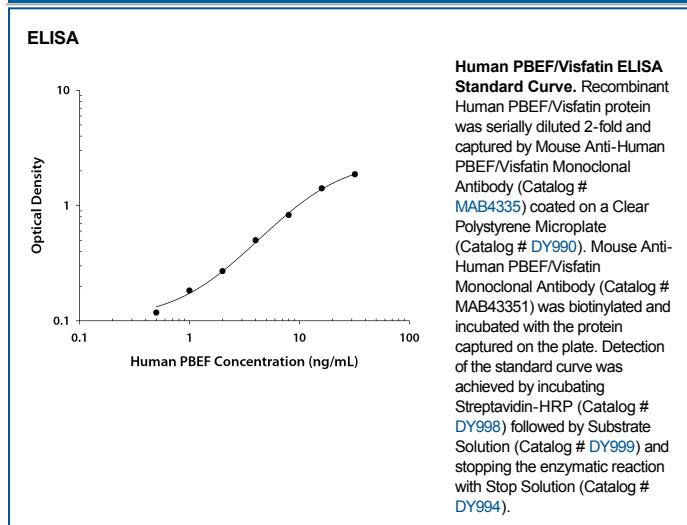 ELISA
10
1
0.1
Optical Density
0.1
1
10
100
Human PBEF Concentration (ng/mL)
Human PBEF/Visfatin ELISA
Standard Curve. Recombinant
Human PBEF/Visfatin protein
was serially diluted 2-fold and
captured by Mouse Anti-Human
PBEF/Visfatin Monoclonal
Antibody (Catalog #
MAB4335) coated on a Clear
Polystyrene Microplate
(Catalog # DY990). Mouse Anti-
Human PBEF/Visfatin
Monoclonal Antibody (Catalog #
MAB43351) was biotinylated and
incubated with the protein
captured on the plate. Detection
of the standard curve was
achieved by incubating
Streptavidin-HRP (Catalog #
DY998) followed by Substrate
Solution (Catalog # DY999) and
stopping the enzymatic reaction
with Stop Solution (Catalog #
DY994).